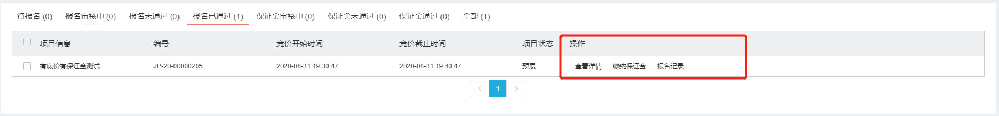 待报名 (0) 报名审核中 (0) 报名未通过 (0) 报名已通过 (1) 保证金审核中 (0) 保证金未通过 (0) 保证金通过 (0) 全部 (1)
项目信息 编号 竞价开始时间 竞价截止时间 项目状态 操作
有底价有保证金测试 JP-20-00000205 2020-08-31 19:30:47 2020-08-31 19:40:47 预展 查看详情 缴纳保证金 报名记录
1